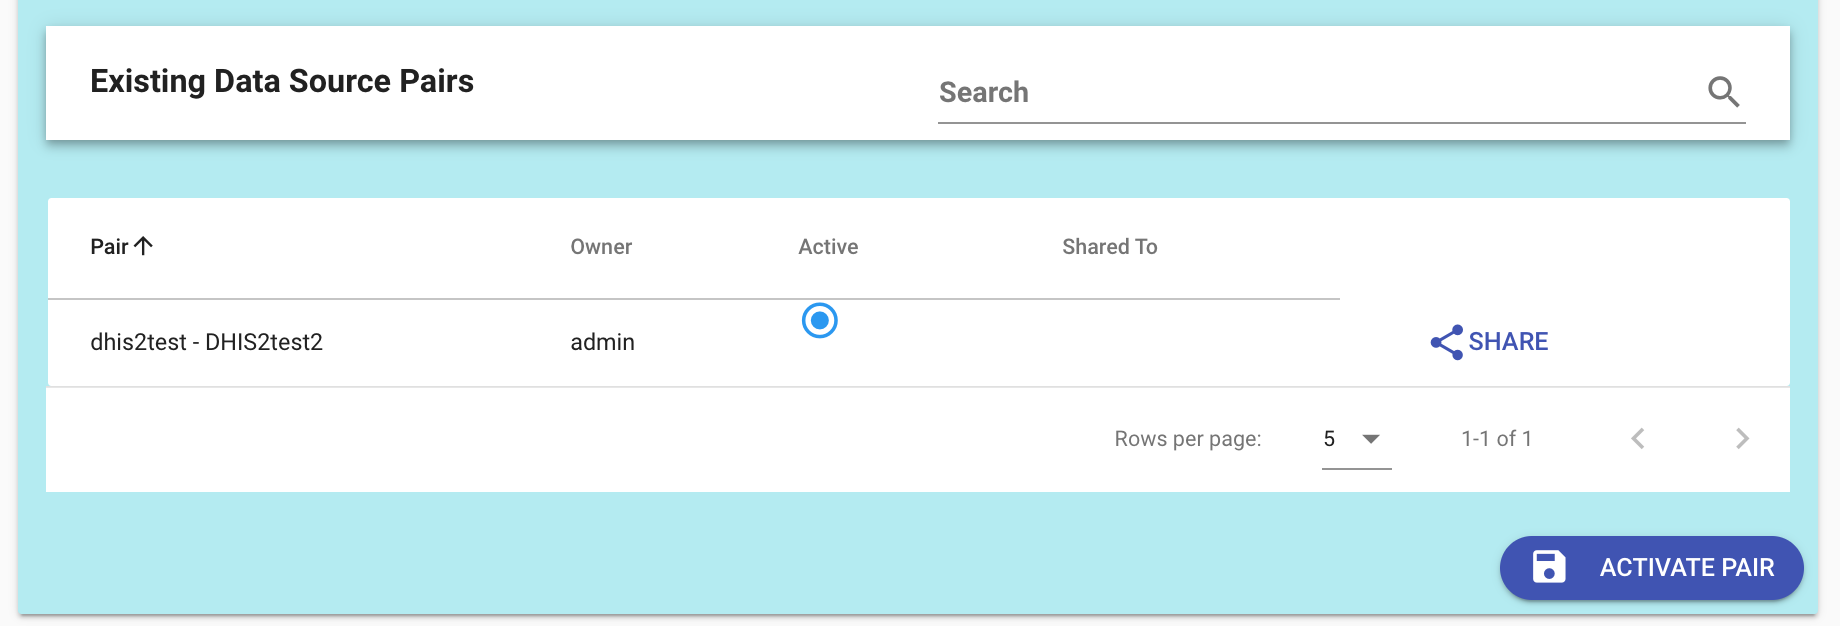 Existing Data Source Pairs
Search
Pair Owner Active Shared To
dhis2test - DHIS2test2 admin SHARE
Rows per page: 5 1-1 of 1
ACTIVATE PAIR